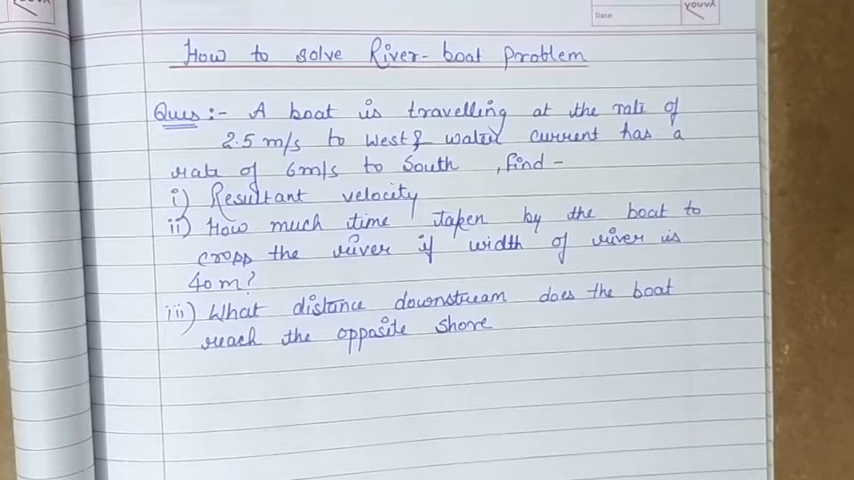 YOUVA
Date
How to solve River-boat problem
Ques:- A boat is travelling at the rate of
2.5 m/s to west & water current has a
rate of 6m/s to South , find -
i) Resultant velocity
ii) How much time taken by the boat to
cross the river if width of river is
40m?
iii) What distance downstream does the boat
reach the opposite shore